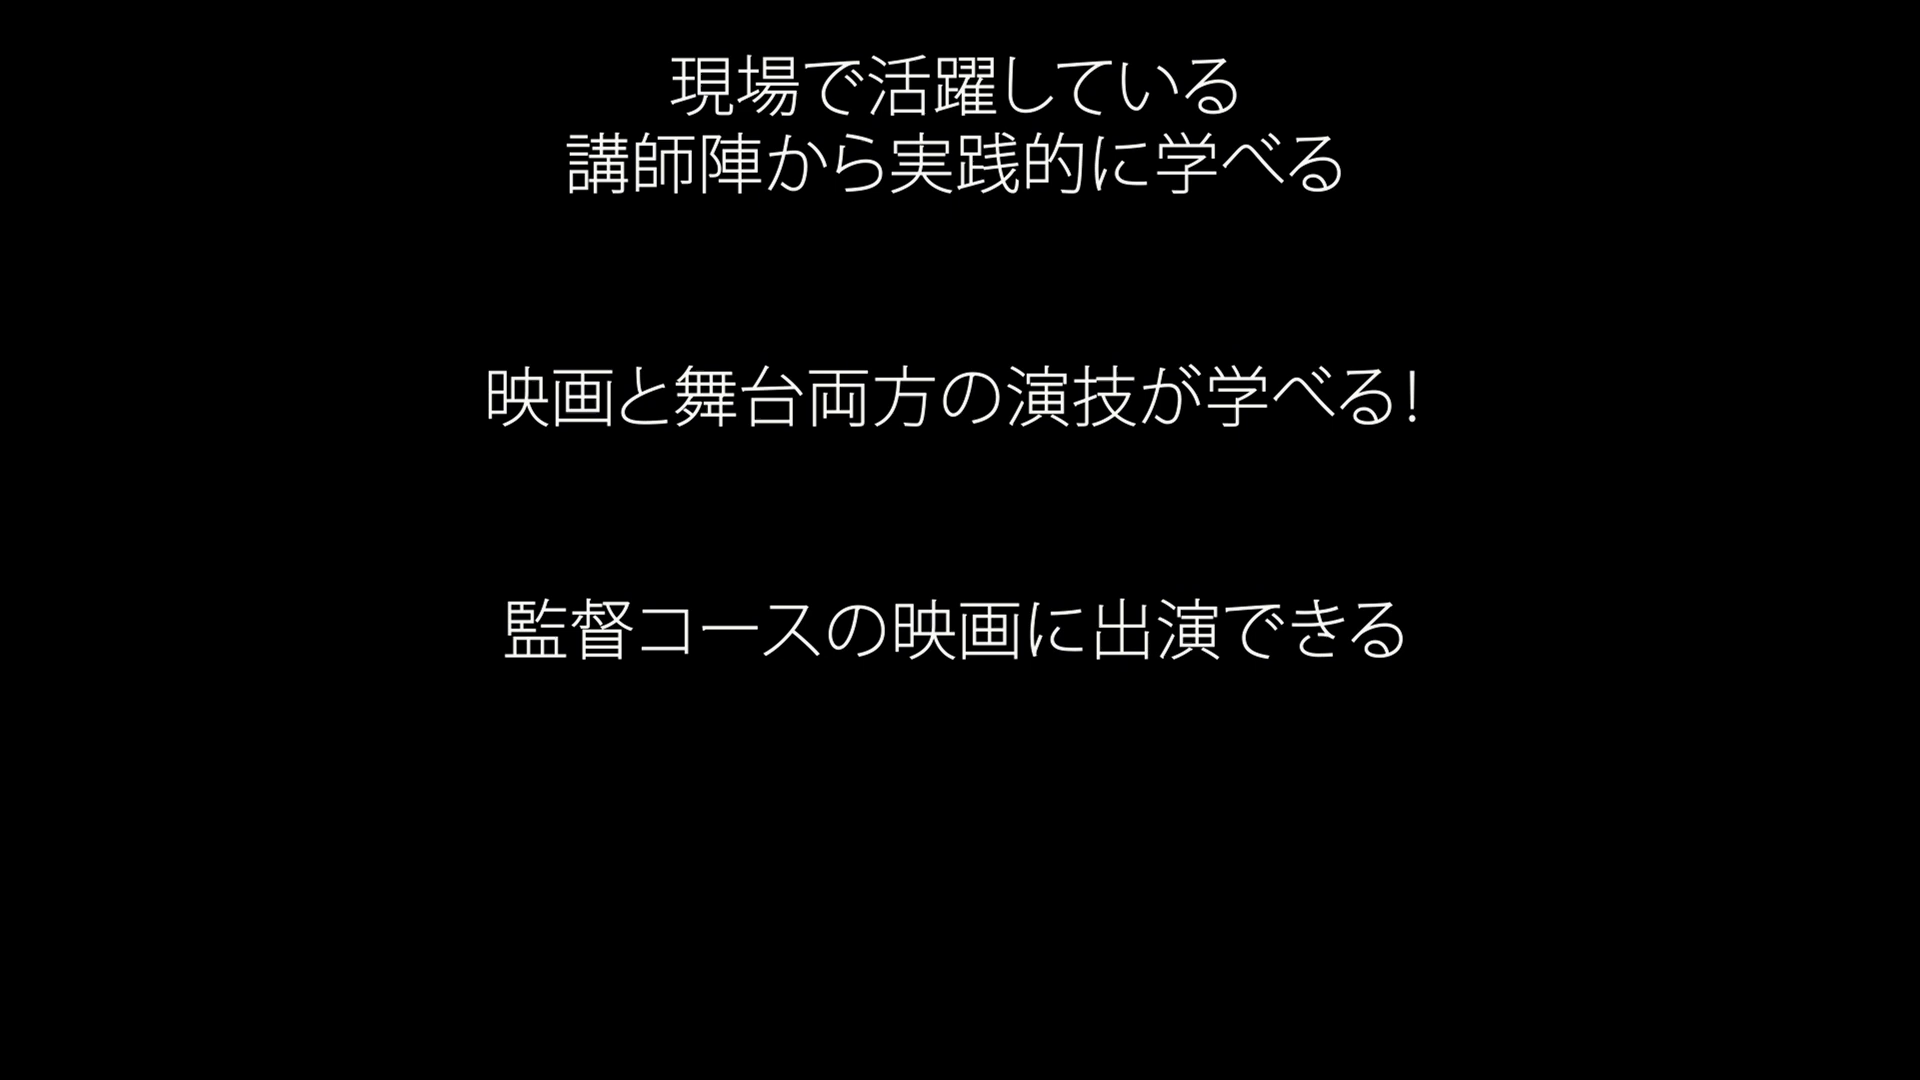 現場で活躍している
講師陣から実践的に学べる
映画と舞台両方の演技が学べる!
監督コースの映画に出演できる